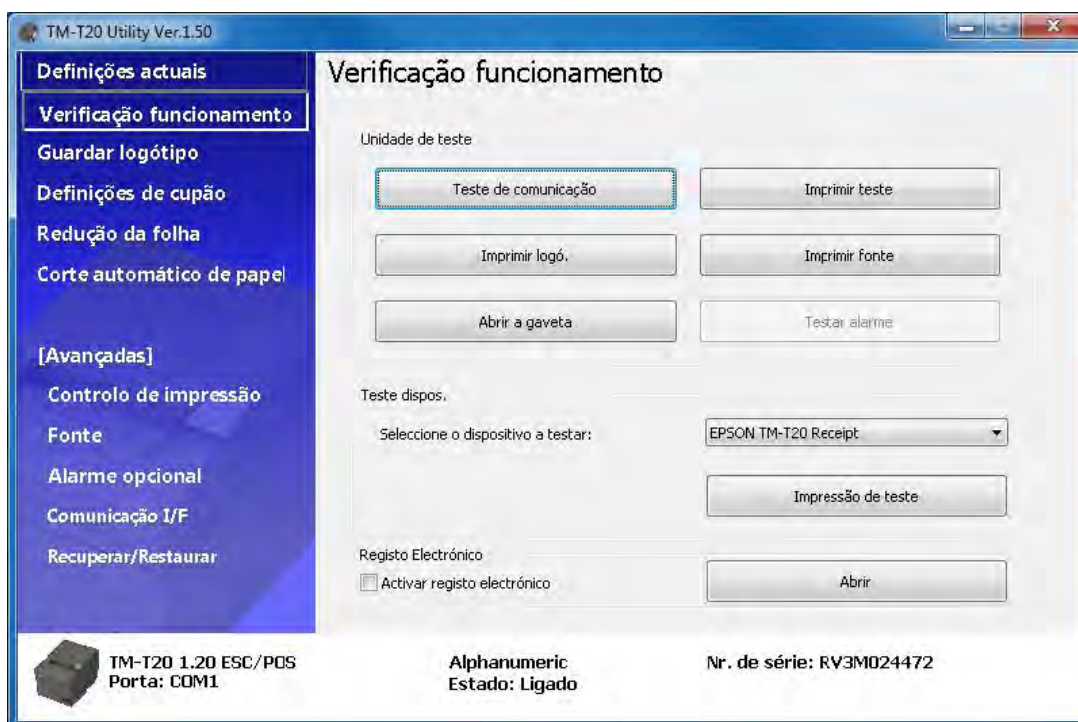 TM-T20 Utility Ver.1.50
Definições actuais
Verificação funcionamento
Guardar logótipo
Definições de cupão
Redução da folha
Corte automático de papel
[Avançadas]
Controlo de impressão
Fonte
Alarme opcional
Comunicação I/F
Recuperar/Restaurar
Verificação funcionamento
Unidade de teste
Teste de comunicação
Imprimir teste
Imprimir logó.
Imprimir fonte
Abrir a gaveta
Testar alarme
Teste dispos.
Seleccione o dispositivo a testar:
EPSON TM-T20 Receipt
Impressão de teste
Registo Electrónico
Activar registo electrónico
Abrir
TM-T20 1.20 ESC/POS
Porta: COM1
Alphanumeric
Estado: Ligado
Nr. de série: RV3M024472